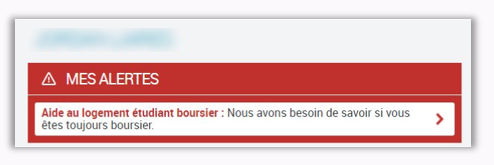 MES ALERTES
Aide au logement étudiant boursier : Nous avons besoin de savoir si vous
êtes toujours boursier.